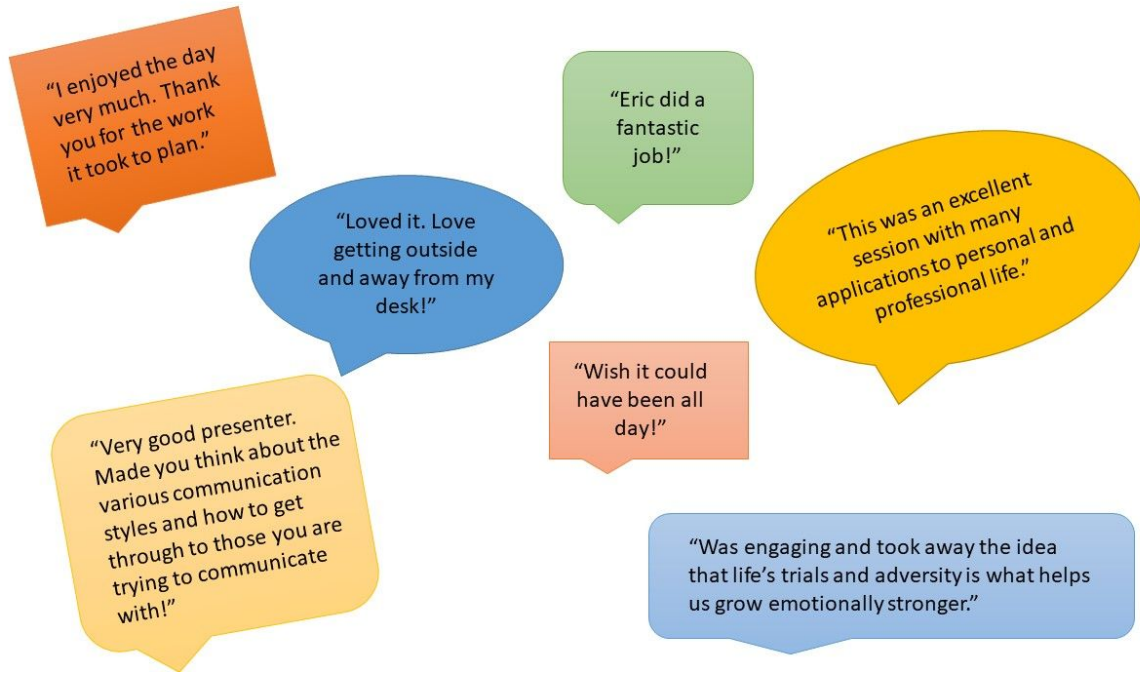 “I enjoyed the day
very much. Thank
you for the work
it took to plan.”
“Eric did a
fantastic
job!”
“Loved it. Love
getting outside
and away from my
desk!”
“This was an excellent
session with many
applications to personal and
professional life.”
“Wish it could
have been all
day!”
“Very good presenter.
Made you think about the
various communication
styles and how to get
through to those you are
trying to communicate
with!”
“Was engaging and took away the idea
that life’s trials and adversity is what helps
us grow emotionally stronger.”